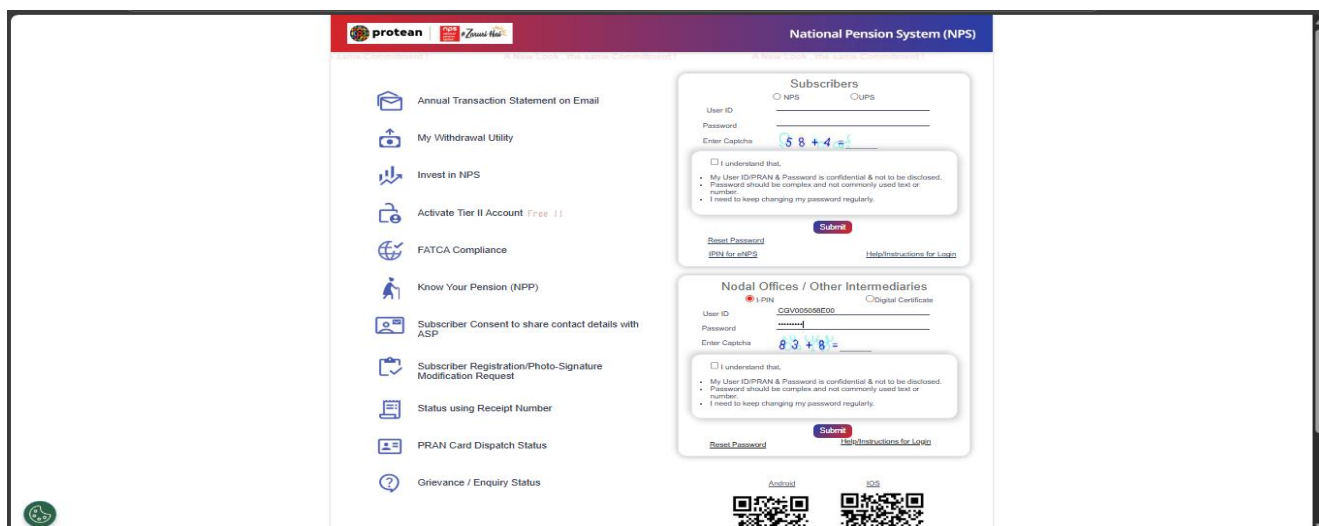 protean
nps
#Zaruri Hai
National Pension System (NPS)
same Commitment !
A New Look , the same Commitment !
A New Look , the same Commitment !
Annual Transaction Statement on Email
My Withdrawal Utility
Invest in NPS
Activate Tier II Account Free !!
FATCA Compliance
Know Your Pension (NPP)
Subscriber Consent to share contact details with
ASP
Subscriber Registration/Photo-Signature
Modification Request
Status using Receipt Number
PRAN Card Dispatch Status
Grievance / Enquiry Status
Subscribers
NPS UPS
User ID
Password
Enter Captcha 58 + 4 =
I understand that,
• My User ID/PRAN & Password is confidential & not to be disclosed.
• Password should be complex and not commonly used text or
number.
• I need to keep changing my password regularly.
Submit
Reset Password
IPIN for eNPS Help/Instructions for Login
Nodal Offices / Other Intermediaries
I-PIN Digital Certificate
User ID CGV005058E00
Password ••••••••
Enter Captcha 83 + 8 =
I understand that,
• My User ID/PRAN & Password is confidential & not to be disclosed.
• Password should be complex and not commonly used text or
number.
• I need to keep changing my password regularly.
Submit
Reset Password Help/Instructions for Login
Android IOS